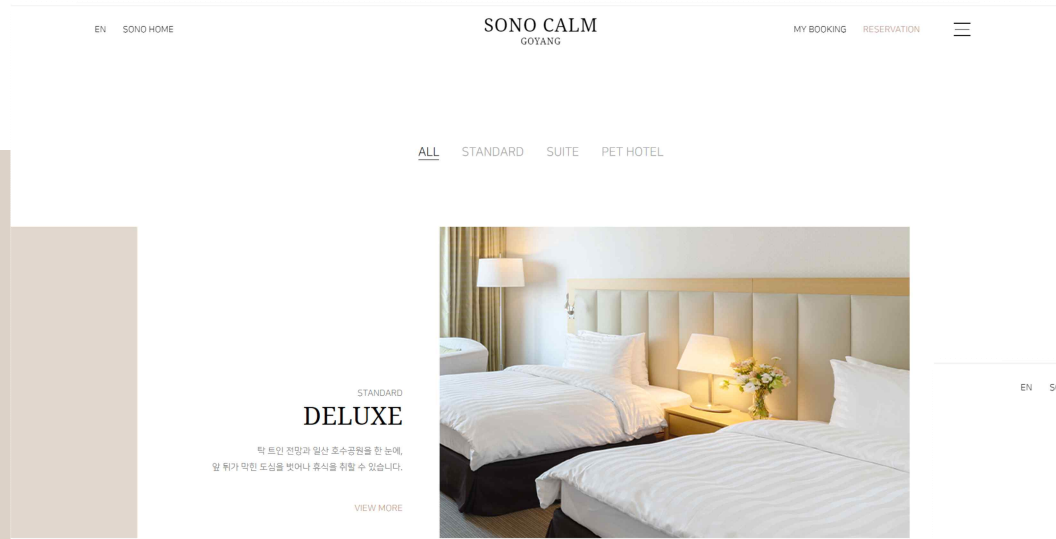 EN SONO HOME
SONO CALM
GOYANG
MY BOOKING RESERVATION
ALL STANDARD SUITE PET HOTEL
STANDARD
DELUXE
탁 트인 전망과 일산 호수공원을 한 눈에,
앞 뒤가 막힌 도심을 벗어나 휴식을 취할 수 있습니다.
VIEW MORE
EN